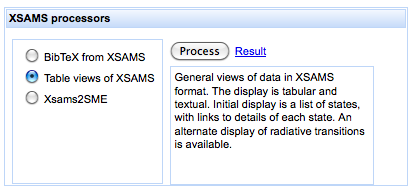 XSAMS processors
BibTeX from XSAMS
Table views of XSAMS
Xsams2SME
Process Result
General views of data in XSAMS
format. The display is tabular and
textual. Initial display is a list of states,
with links to details of each state. An
alternate display of radiative transitions
is available.